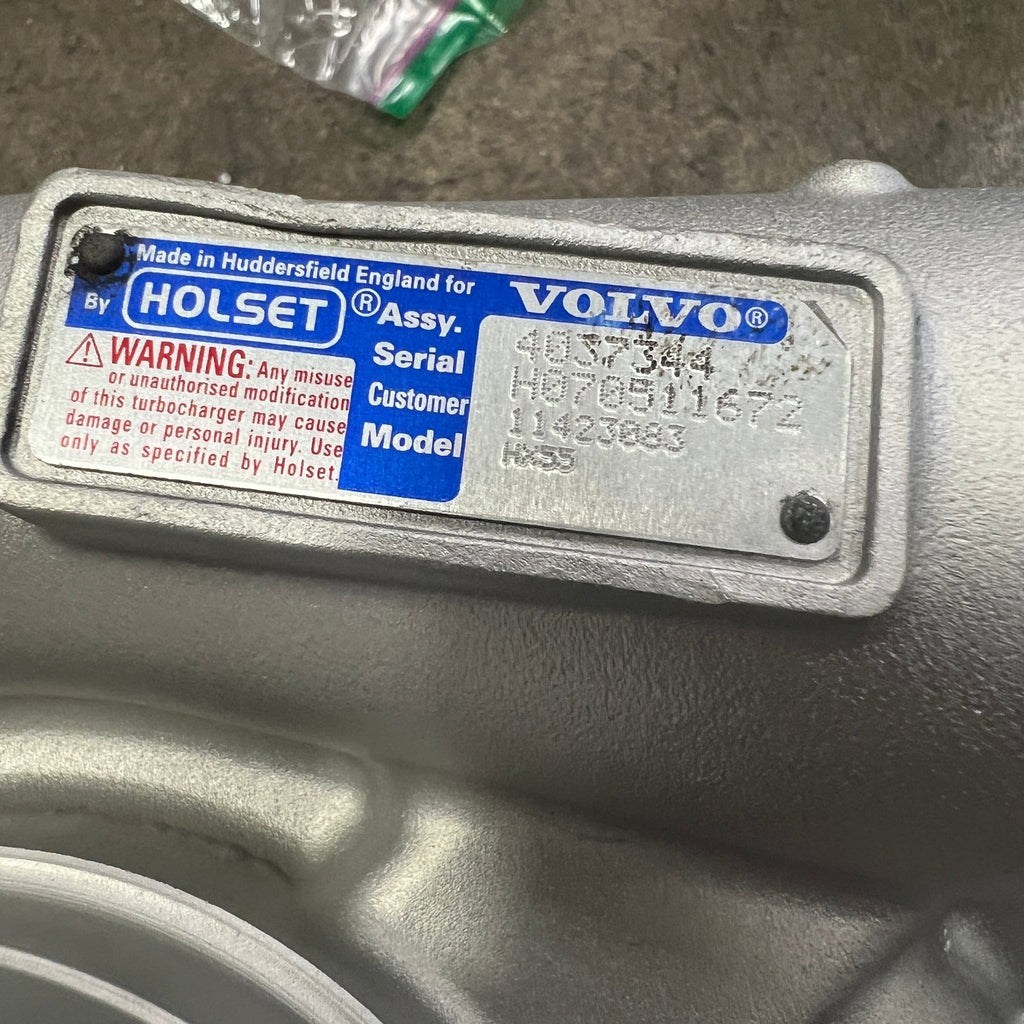 Made in Huddersfield England for VOLVO®
By HOLSET®
⚠ WARNING: Any misuse
or unauthorised modification
of this turbocharger may cause
damage or personal injury. Use
only as specified by Holset.
Assy. 4037344
Serial H070511672
Customer 11423083
Model HX55